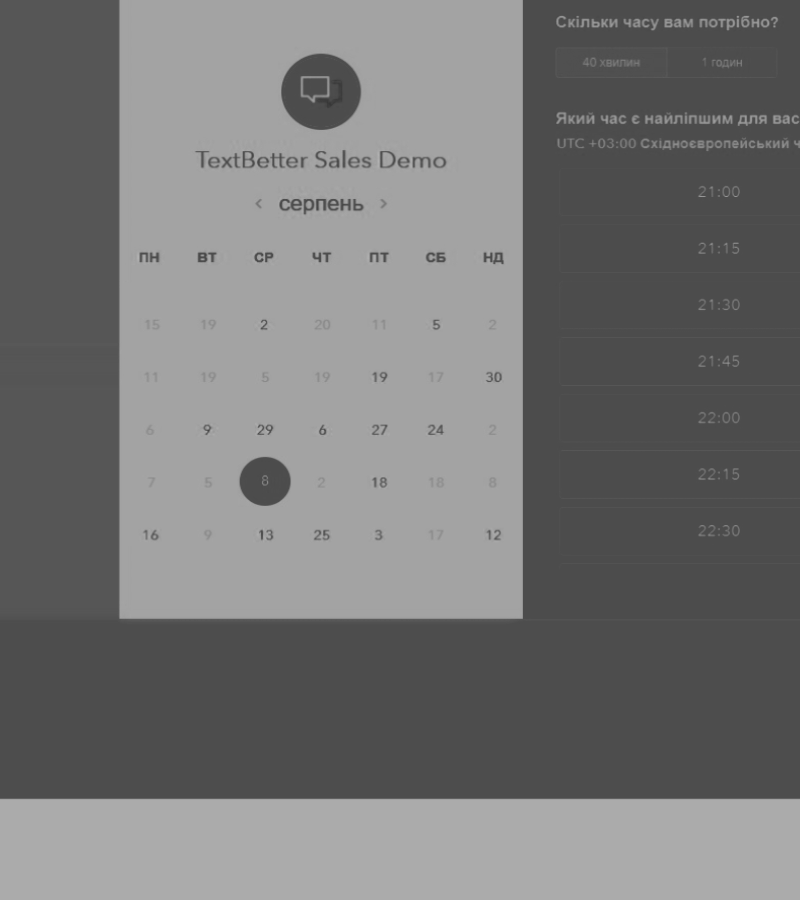 TextBetter Sales Demo
‹ серпень ›
ПН ВТ СР ЧТ ПТ СБ НД
15 19 2 20 11 5 2
11 19 5 19 19 17 30
6 9 29 6 27 24 2
7 5 8 2 18 18 8
16 9 13 25 3 17 12
Скільки часу вам потрібно?
40 хвилин 1 годин
Який час є найліпшим для вас
UTC +03:00 Східноєвропейський ч
21:00
21:15
21:30
21:45
22:00
22:15
22:30